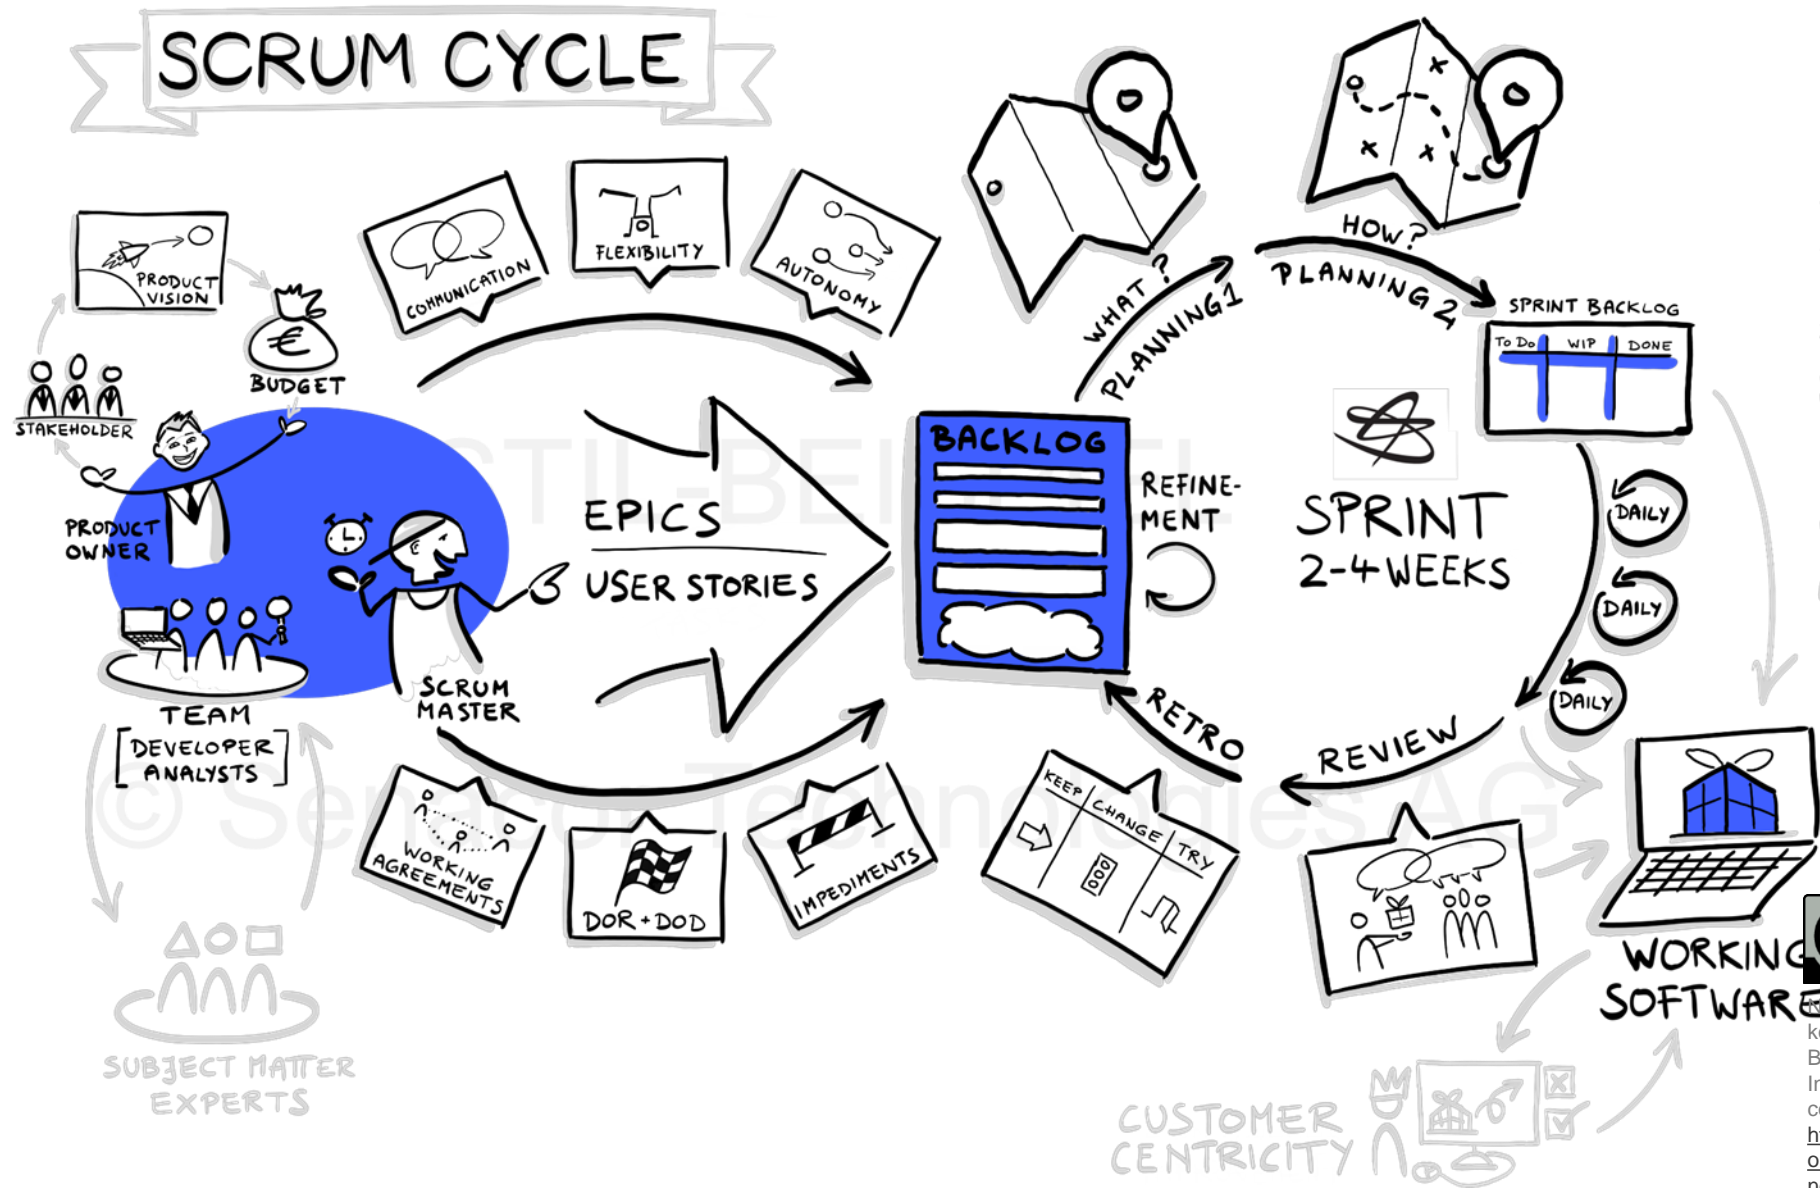 SCRUM CYCLE
PRODUCT
VISION
€
BUDGET
STAKEHOLDER
PRODUCT
OWNER
TEAM
[DEVELOPER
ANALYSTS]
SUBJECT MATTER
EXPERTS
SCRUM
MASTER
COMMUNICATION
FLEXIBILITY
AUTONOMY
EPICS
USER STORIES
WORKING
AGREEMENTS
DOR + DOD
IMPEDIMENTS
BACKLOG
REFINE-
MENT
WHAT?
PLANNING 1
HOW?
PLANNING 2
SPRINT BACKLOG
TO DO WIP DONE
SPRINT
2-4 WEEKS
DAILY
DAILY
DAILY
REVIEW
RETRO
KEEP CHANGE TRY
WORKING
SOFTWARE
CUSTOMER
CENTRICITY
© Senacor Technologies AG